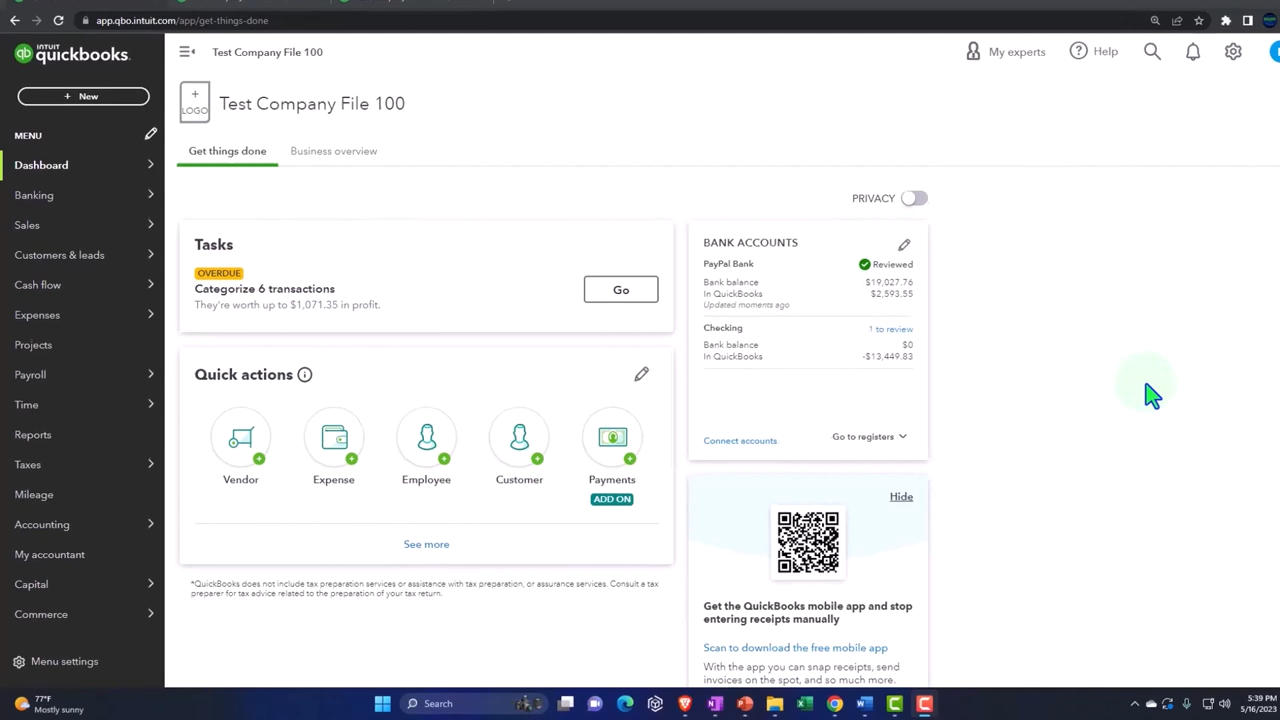 app.qbo.intuit.com/app/get-things-done
INTUIT
quickbooks.
Test Company File 100
My experts
Help
+ New
+
LOGO
Test Company File 100
MENU
Get things done
Business overview
Dashboard
Banking
Sales
Customers & leads
Cash flow
Expenses
Projects
Payroll
Time
Reports
Taxes
Mileage
Accounting
My accountant
Capital
Commerce
Menu settings
PRIVACY
Tasks
OVERDUE
Categorize 6 transactions
They're worth up to $1,071.35 in profit.
Go
Quick actions
Vendor
Expense
Employee
Customer
Payments
ADD ON
See more
*QuickBooks does not include tax preparation services or assistance with tax preparation, or assurance services. Consult a tax
preparer for tax advice related to the preparation of your tax return.
BANK ACCOUNTS
PayPal Bank
Reviewed
Bank balance $19,027.76
In QuickBooks $2,593.55
Updated moments ago
Checking
1 to review
Bank balance $0
In QuickBooks -$13,449.83
Connect accounts
Go to registers
Hide
Get the QuickBooks mobile app and stop
entering receipts manually
Scan to download the free mobile app
With the app you can snap receipts, send
invoices on the spot, and so much more.
77°F
Mostly sunny
Search
5:39 PM
5/16/2023